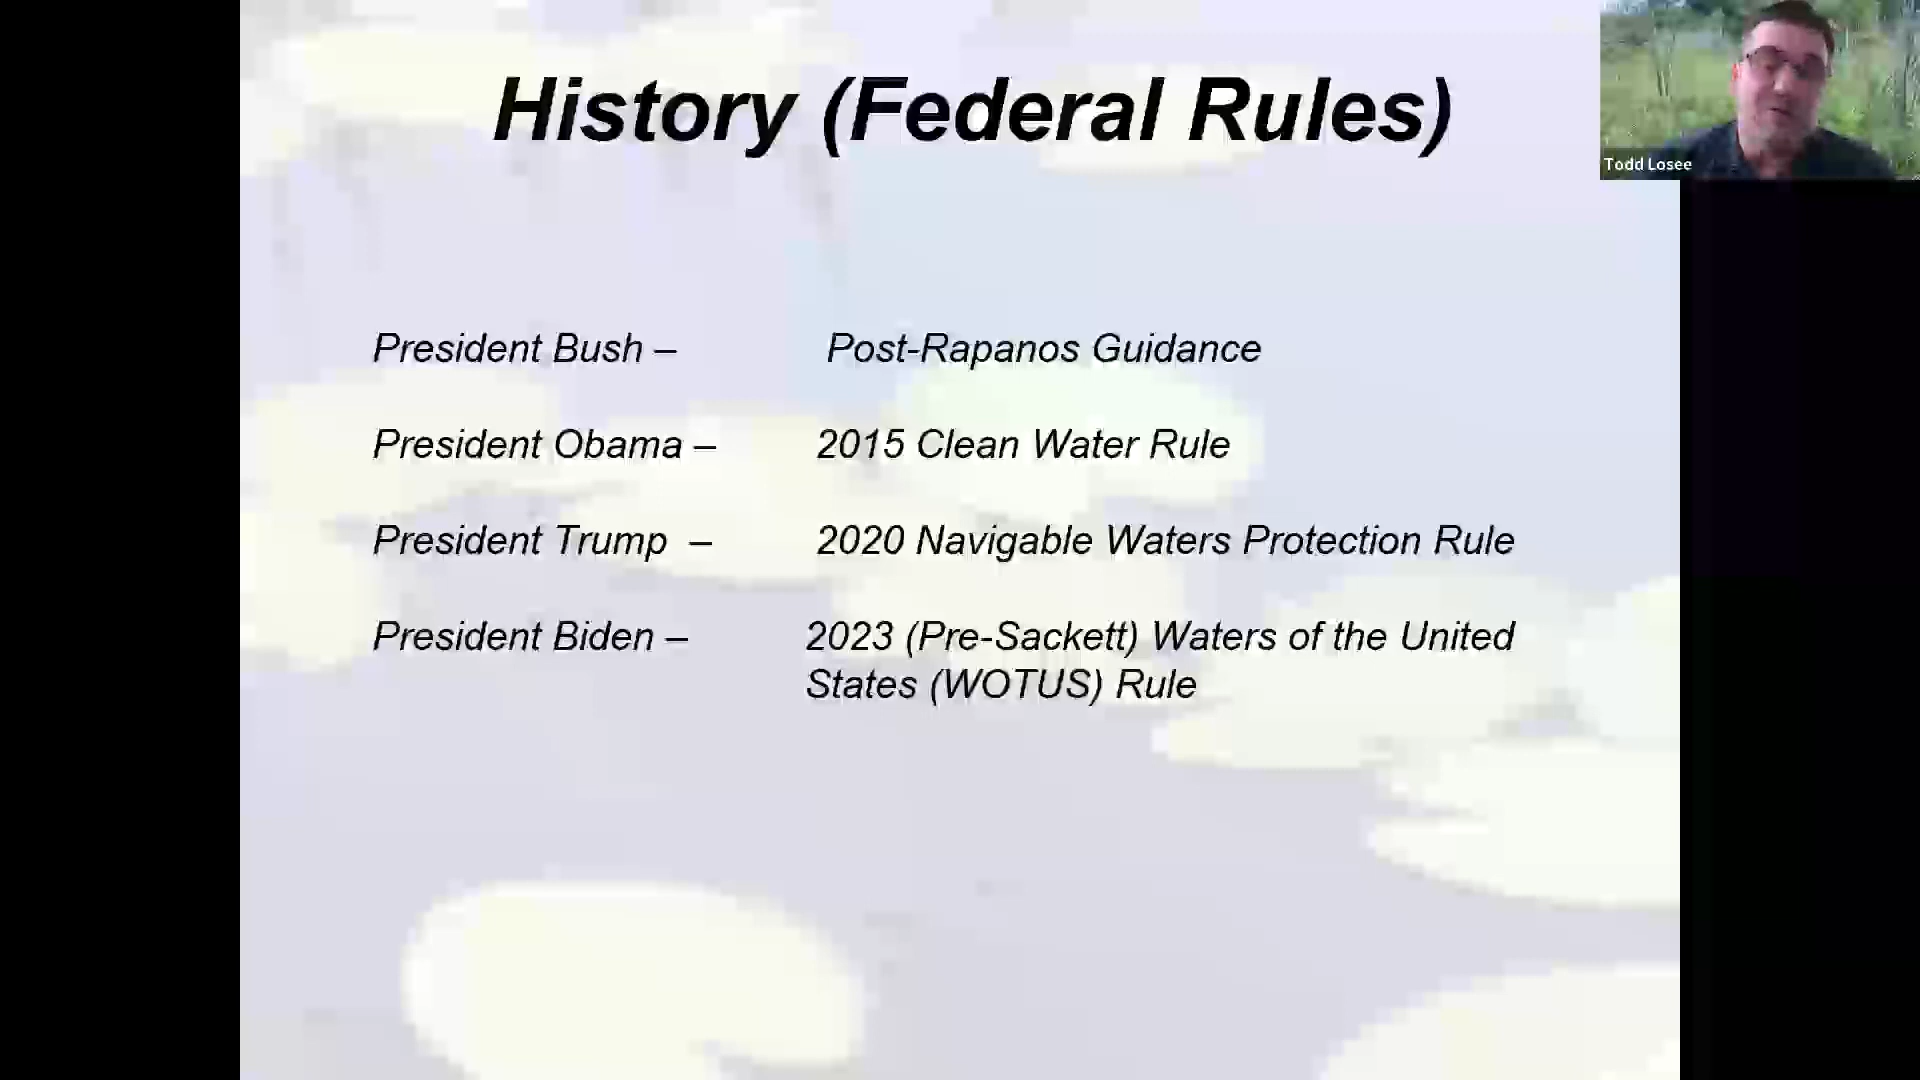 History (Federal Rules)
Todd Losee
President Bush – Post-Rapanos Guidance
President Obama – 2015 Clean Water Rule
President Trump – 2020 Navigable Waters Protection Rule
President Biden – 2023 (Pre-Sackett) Waters of the United
States (WOTUS) Rule